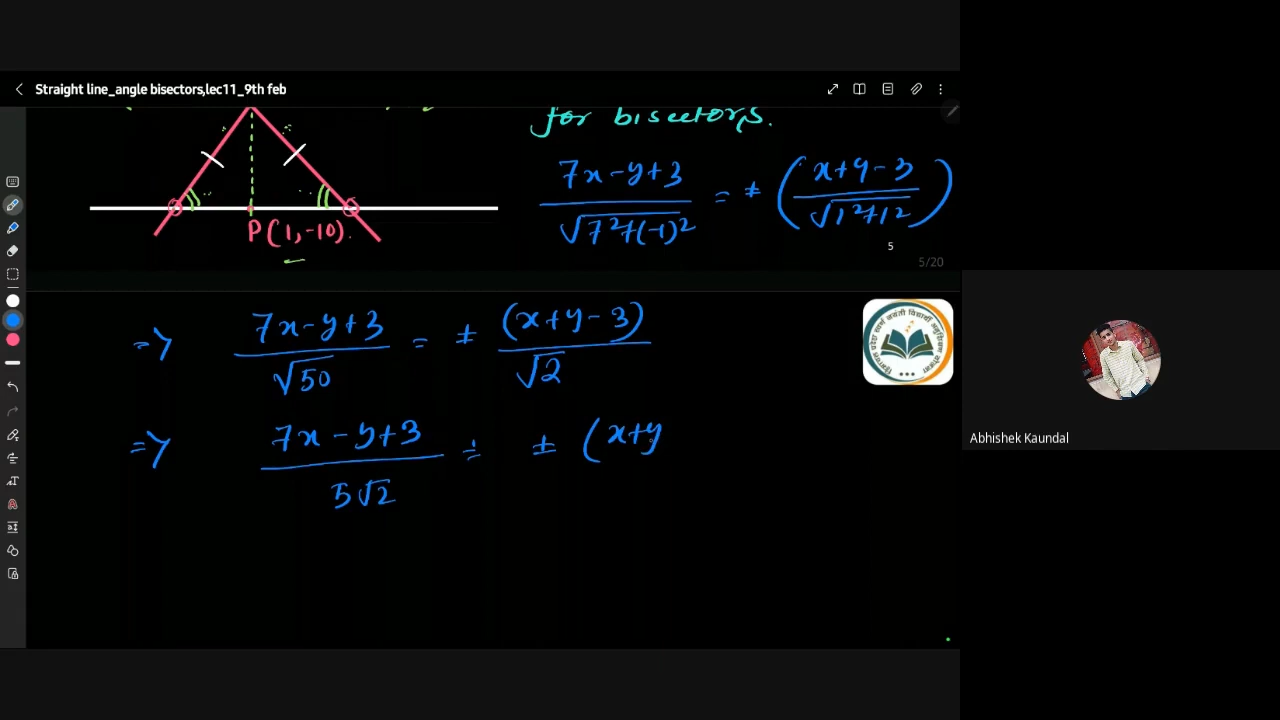 Straight line_angle bisectors,lec11_9th feb
for bisectors.
7x-y+3 / √7²+(-1)² = ± (x+y-3 / √1²+1²)
P(1,-10).
5
5/20
=> 7x-y+3 / √50 = ± (x+y-3) / √2
=> 7x-y+3 / 5√2 = ± (x+y
Abhishek Kaundal